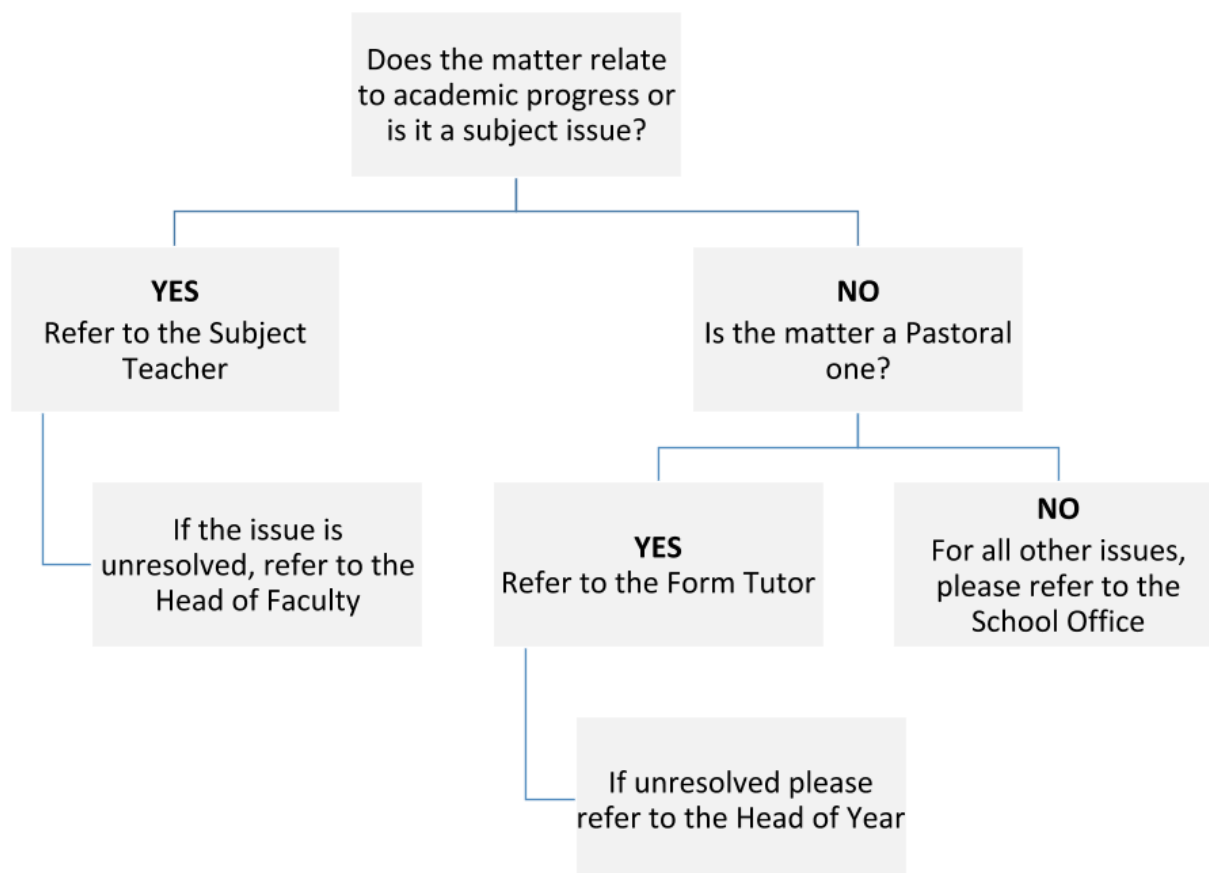 Does the matter relate
to academic progress or
is it a subject issue?
YES
Refer to the Subject
Teacher
NO
Is the matter a Pastoral
one?
If the issue is
unresolved, refer to the
Head of Faculty
YES
Refer to the Form Tutor
NO
For all other issues,
please refer to the
School Office
If unresolved please
refer to the Head of Year